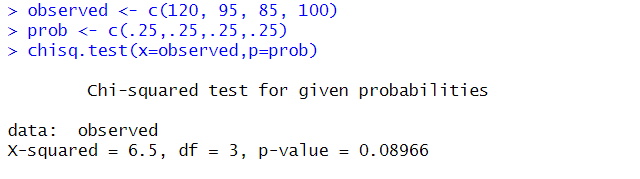 > observed <- c(120, 95, 85, 100)
> prob <- c(.25,.25,.25,.25)
> chisq.test(x=observed,p=prob)
Chi-squared test for given probabilities
data:  observed
X-squared = 6.5, df = 3, p-value = 0.08966